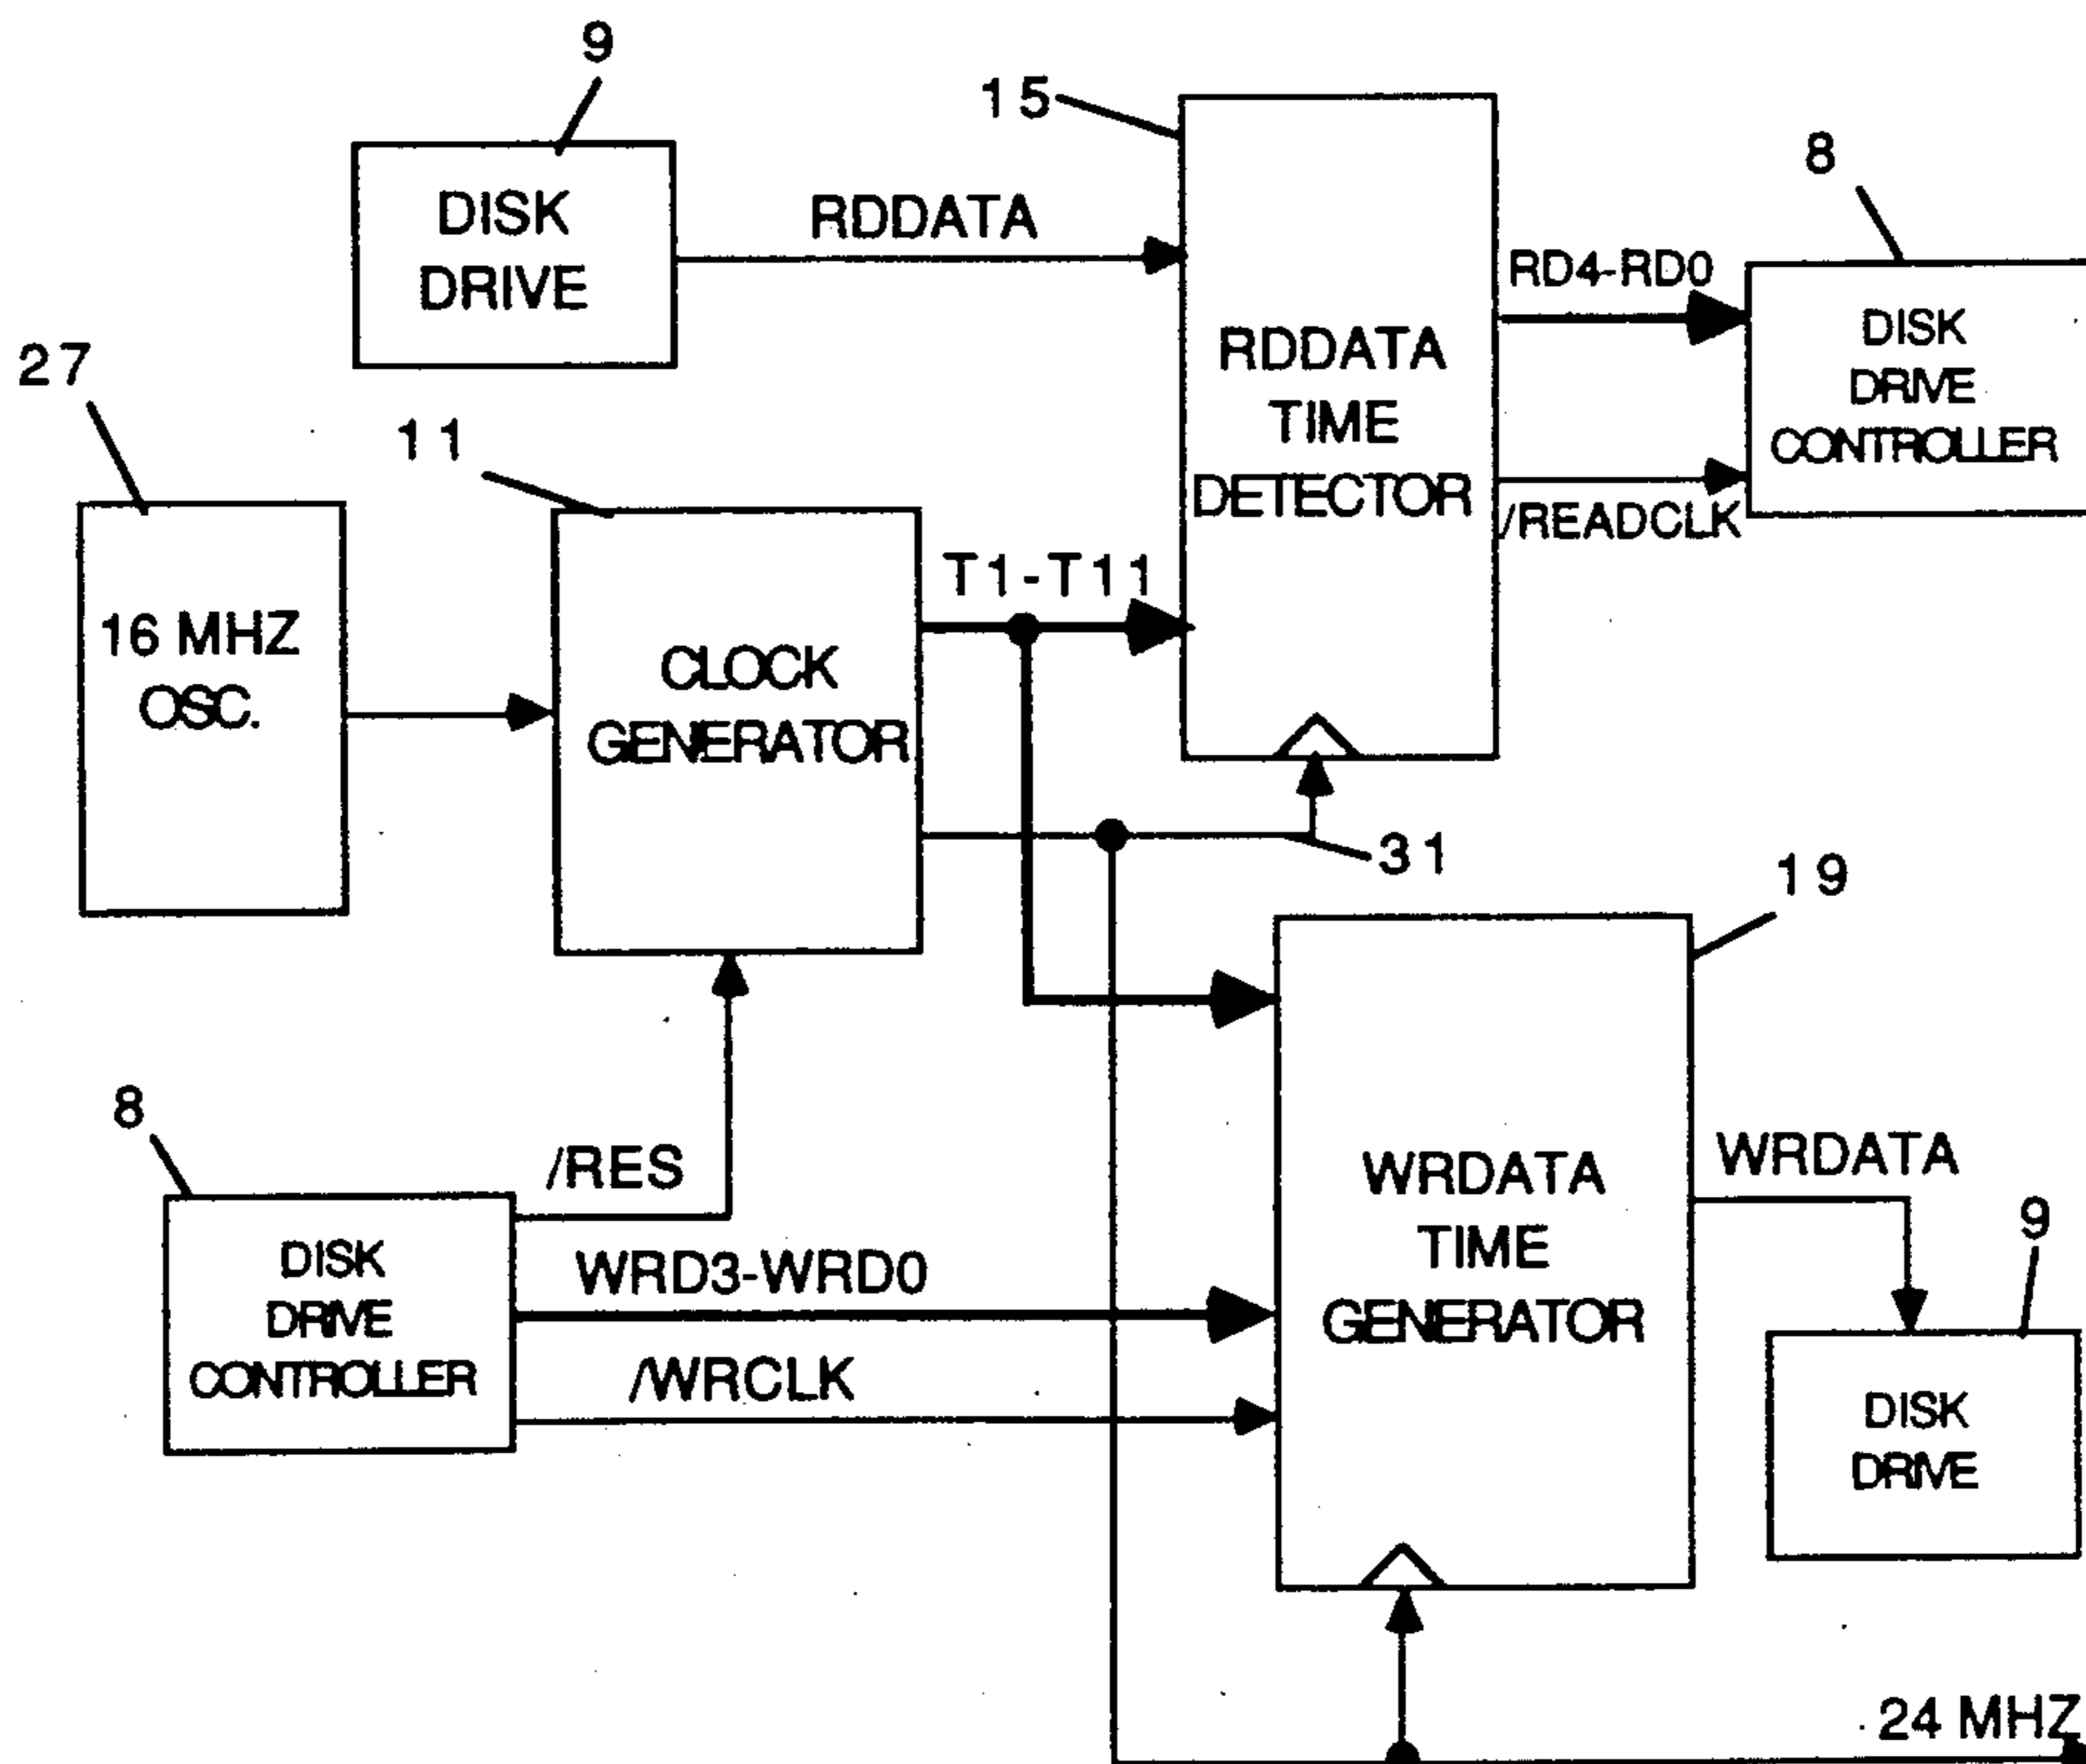 9
DISK
DRIVE
RDDATA
15
RDDATA
TIME
DETECTOR
RD4-RD0
/READCLK
8
DISK
DRIVE
CONTROLLER
27
16 MHZ
OSC.
11
CLOCK
GENERATOR
T1-T11
31
19
8
DISK
DRIVE
CONTROLLER
/RES
WRD3-WRD0
/WRCLK
WRDATA
TIME
GENERATOR
WRDATA
9
DISK
DRIVE
24 MHZ